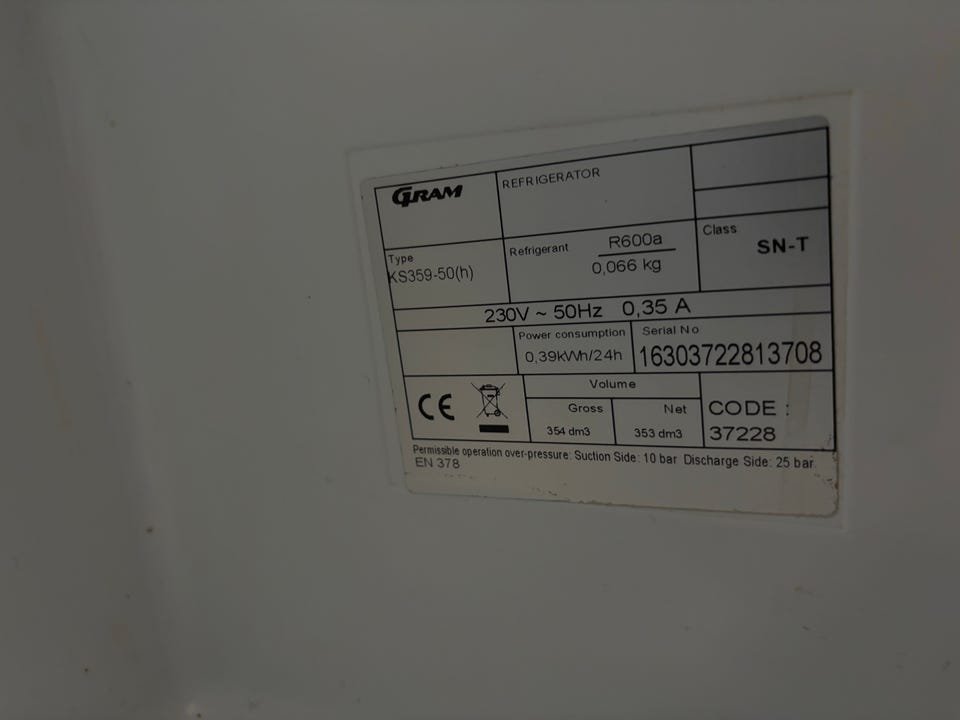 GRAM
REFRIGERATOR
Type
KS359-50(h)
Refrigerant
R600a
0,066 kg
Class
SN-T
230V ~ 50Hz 0,35 A
Power consumption
0,39kWh/24h
Serial No
16303722813708
CE
Volume
Gross
354 dm3
Net
353 dm3
CODE :
37228
Permissible operation over-pressure: Suction Side: 10 bar Discharge Side: 25 bar
EN 378